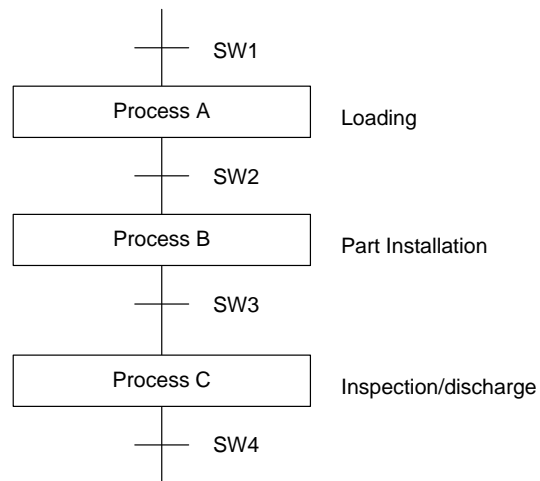 SW1
Process A
Loading
SW2
Process B
Part Installation
SW3
Process C
Inspection/discharge
SW4